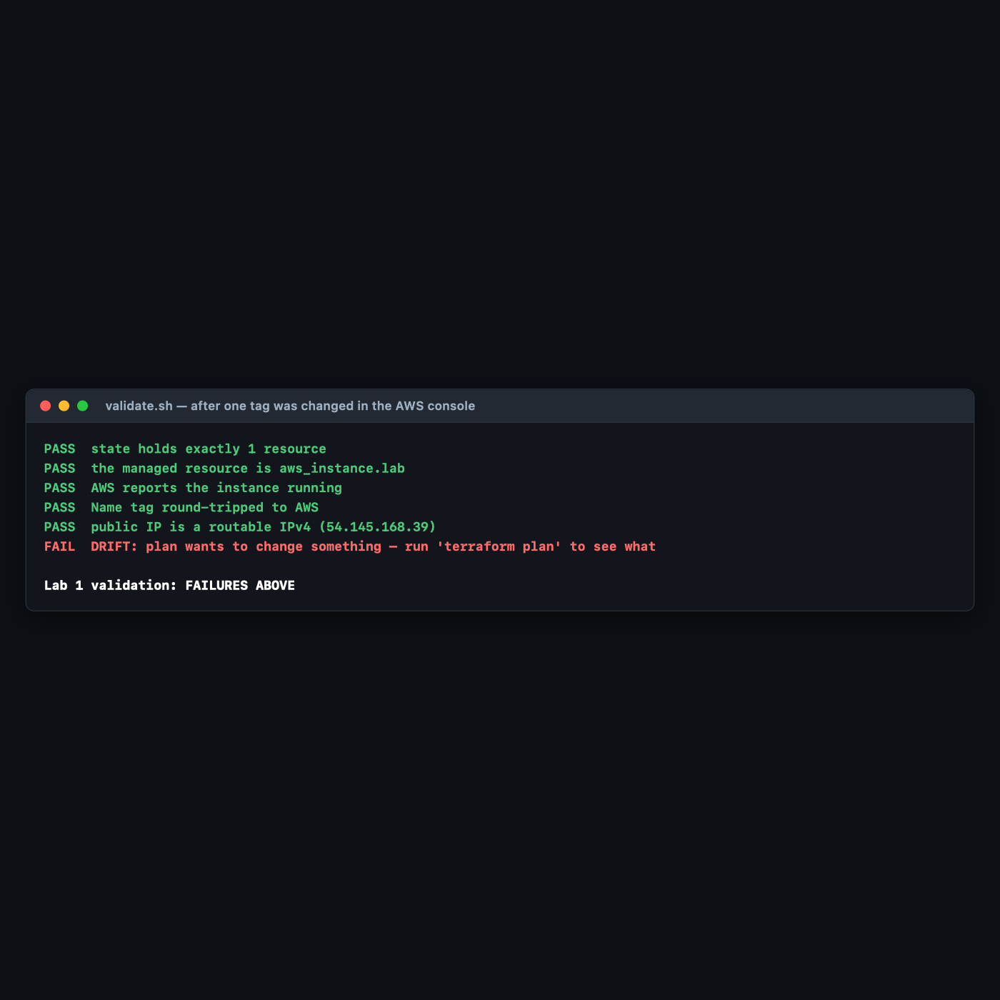 validate.sh — after one tag was changed in the AWS console
PASS  state holds exactly 1 resource
PASS  the managed resource is aws_instance.lab
PASS  AWS reports the instance running
PASS  Name tag round-tripped to AWS
PASS  public IP is a routable IPv4 (54.145.168.39)
FAIL  DRIFT: plan wants to change something — run 'terraform plan' to see what
Lab 1 validation: FAILURES ABOVE